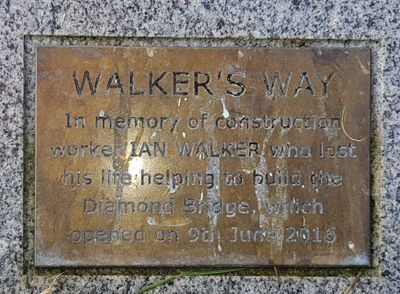 WALKER'S WAY
In memory of construction
worker IAN WALKER who lost
his life helping to build the
Diamond Bridge, which
opened on 9th June 2016